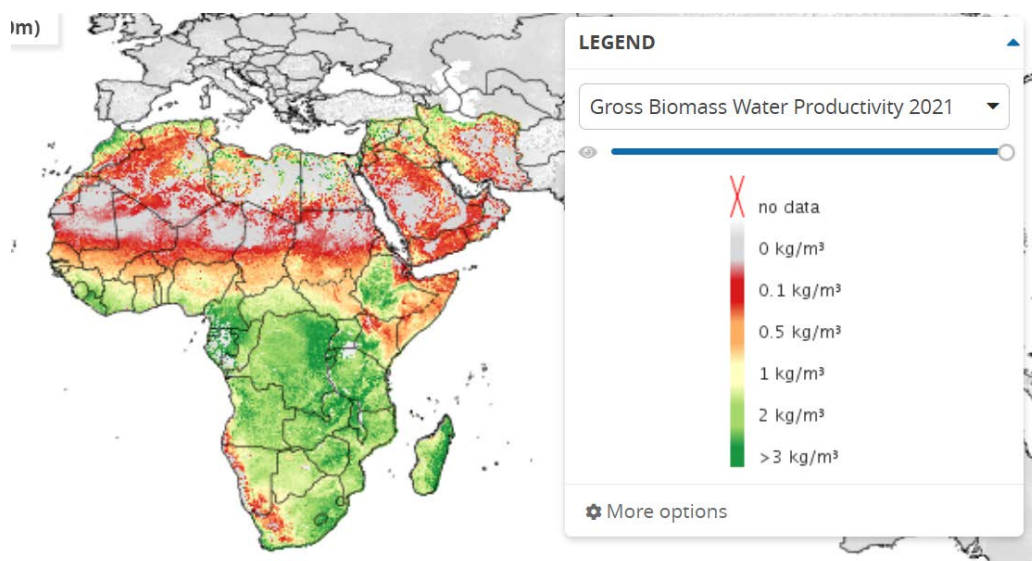 m)
LEGEND
Gross Biomass Water Productivity 2021
no data
0 kg/m³
0.1 kg/m³
0.5 kg/m³
1 kg/m³
2 kg/m³
>3 kg/m³
More options